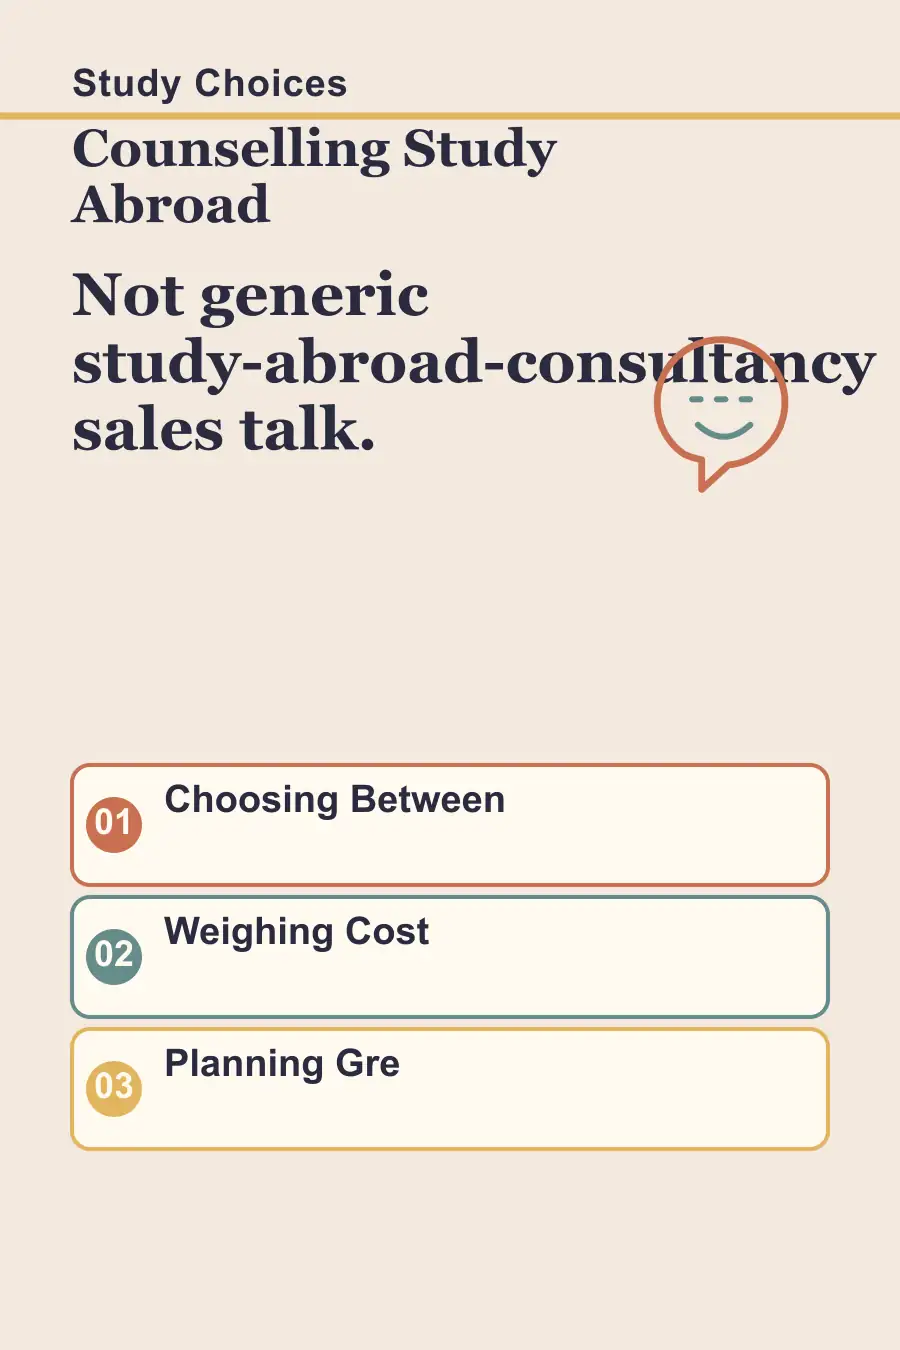 Study Choices
Counselling Study
Abroad
Not generic
study-abroad-consultancy
sales talk.
01
Choosing Between
02
Weighing Cost
03
Planning Gre